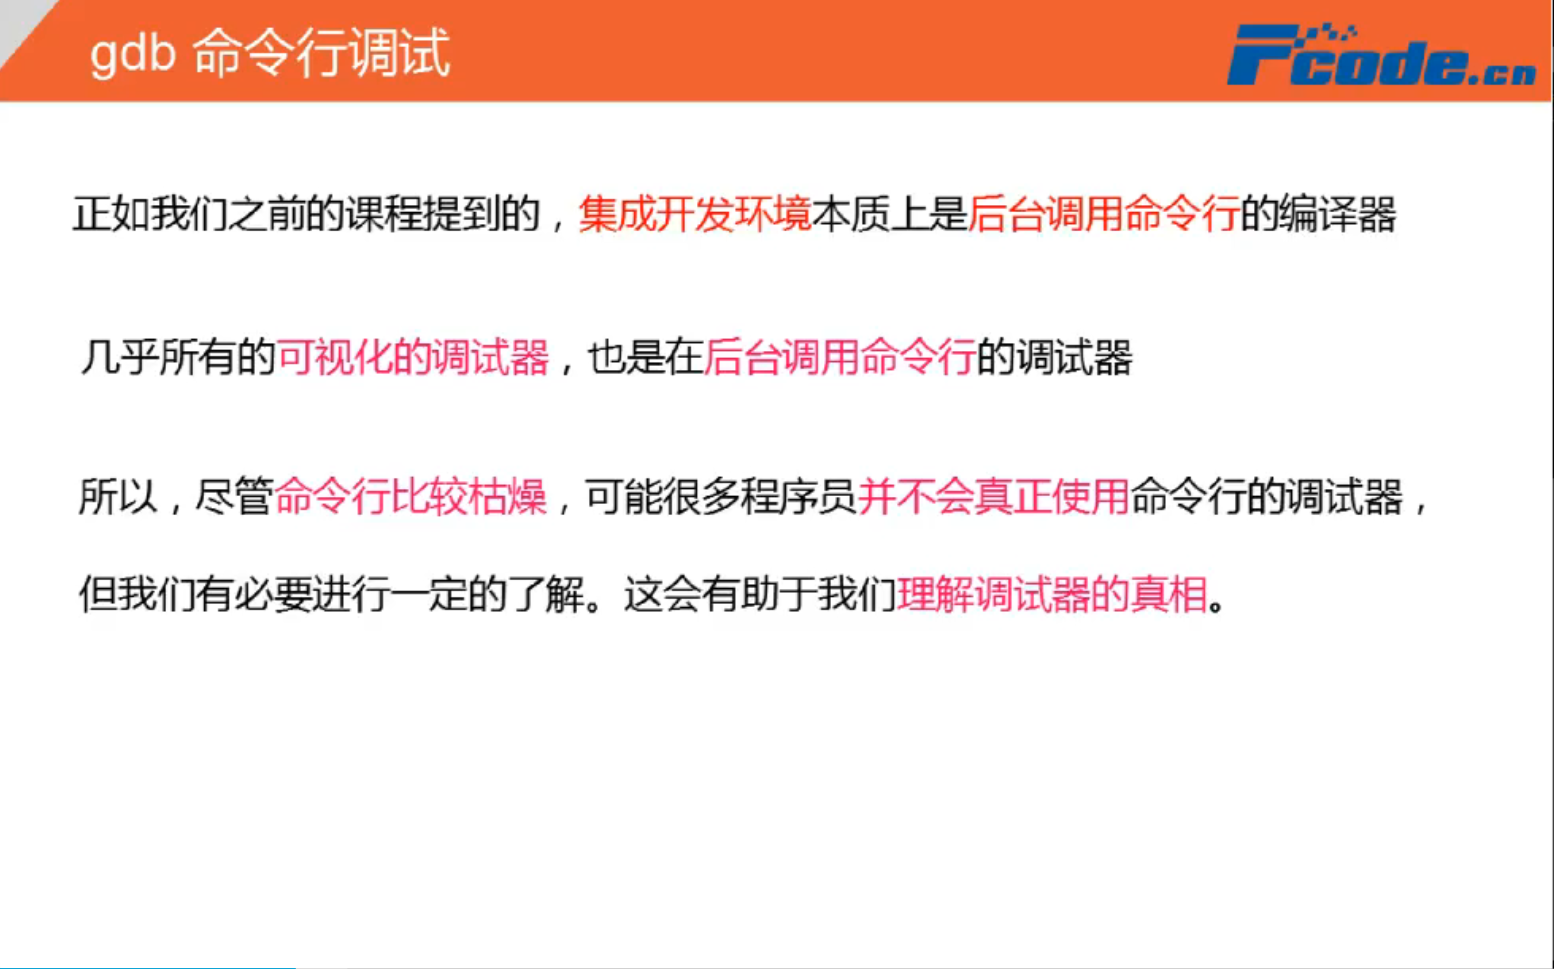 gdb 命令行调试
Fcode.cn
正如我们之前的课程提到的，集成开发环境本质上是后台调用命令行的编译器
几乎所有的可视化的调试器，也是在后台调用命令行的调试器
所以，尽管命令行比较枯燥，可能很多程序员并不会真正使用命令行的调试器，
但我们有必要进行一定的了解。这会有助于我们理解调试器的真相。